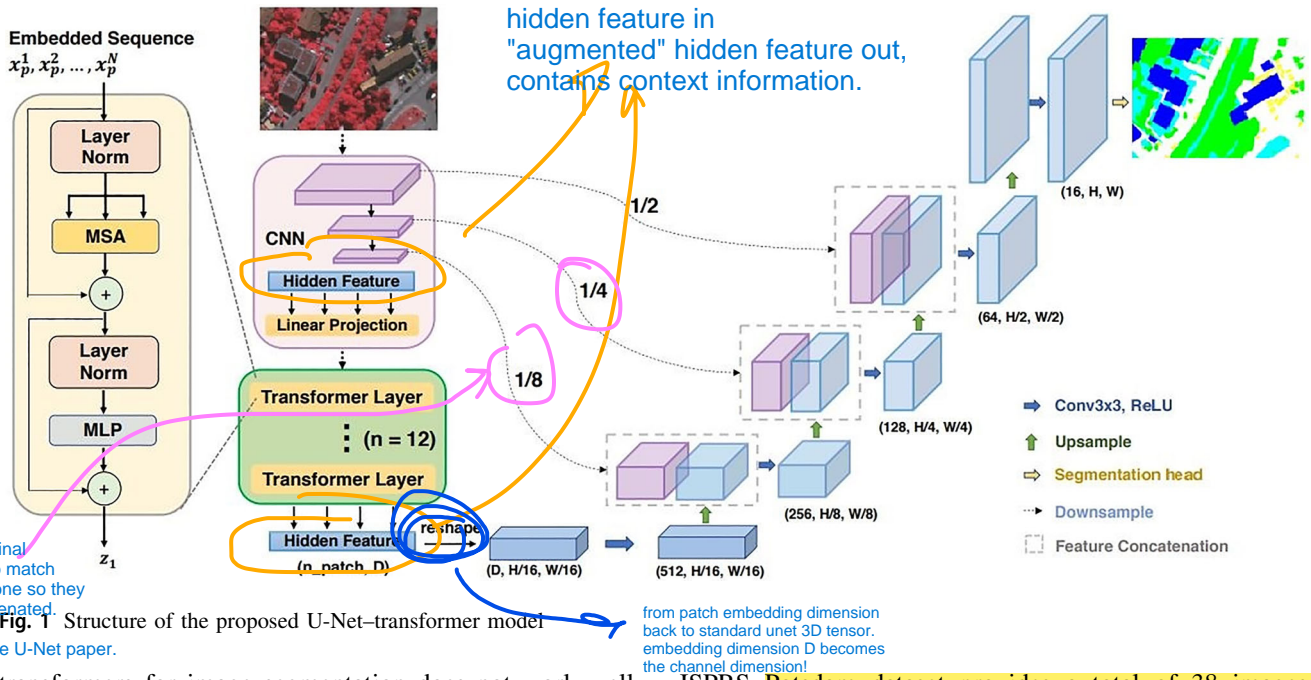 hidden feature in
"augmented" hidden feature out,
contains context information.
Embedded Sequence
x_p^1, x_p^2, ..., x_p^N
Layer
Norm
MSA
+
Layer
Norm
MLP
+
z_1
CNN
Hidden Feature
Linear Projection
Transformer Layer
(n = 12)
Transformer Layer
Hidden Feature
(n_patch, D)
reshape
1/2
1/4
1/8
(D, H/16, W/16)
(512, H/16, W/16)
(256, H/8, W/8)
(128, H/4, W/4)
(64, H/2, W/2)
(16, H, W)
Conv3x3, ReLU
Upsample
Segmentation head
Downsample
Feature Concatenation
match
one so they
Fig. 1 Structure of the proposed U-Net–transformer model
e U-Net paper.
from patch embedding dimension
back to standard unet 3D tensor.
embedding dimension D becomes
the channel dimension!